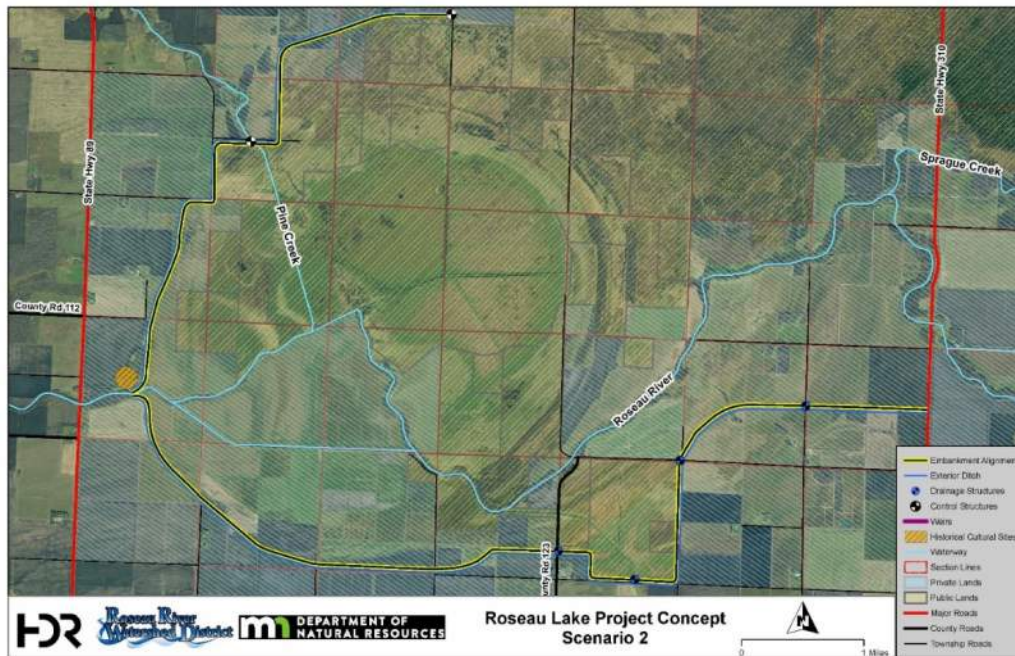 State Hwy 310
State Hwy 89
Sprague Creek
Pine Creek
County Rd 112
Roseau River
unty Rd 123
Embankment Alignment
Exterior Ditch
Drainage Structures
Control Structures
Weirs
Historical Cultural Sites
Waterway
Section Lines
Private Lands
Public Lands
Major Roads
County Roads
Township Roads
HDR
Roseau River
Watershed District
mn DEPARTMENT OF
NATURAL RESOURCES
Roseau Lake Project Concept
Scenario 2
N
0 1 Miles